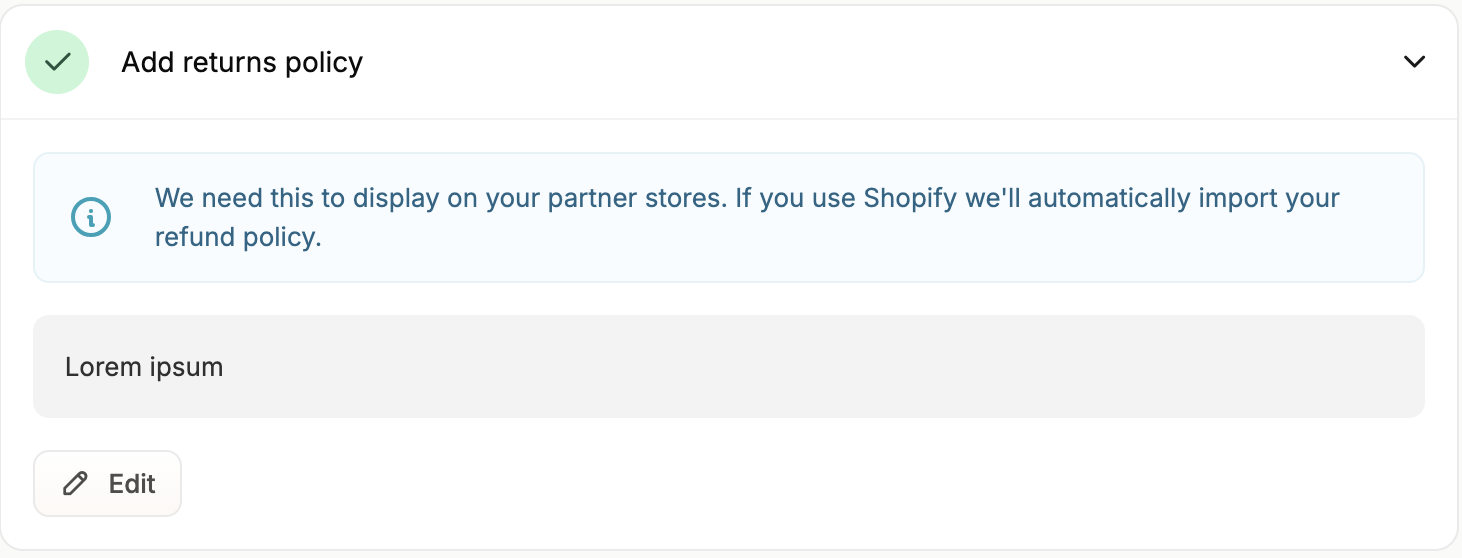 Add returns policy
We need this to display on your partner stores. If you use Shopify we'll automatically import your
refund policy.
Lorem ipsum
Edit